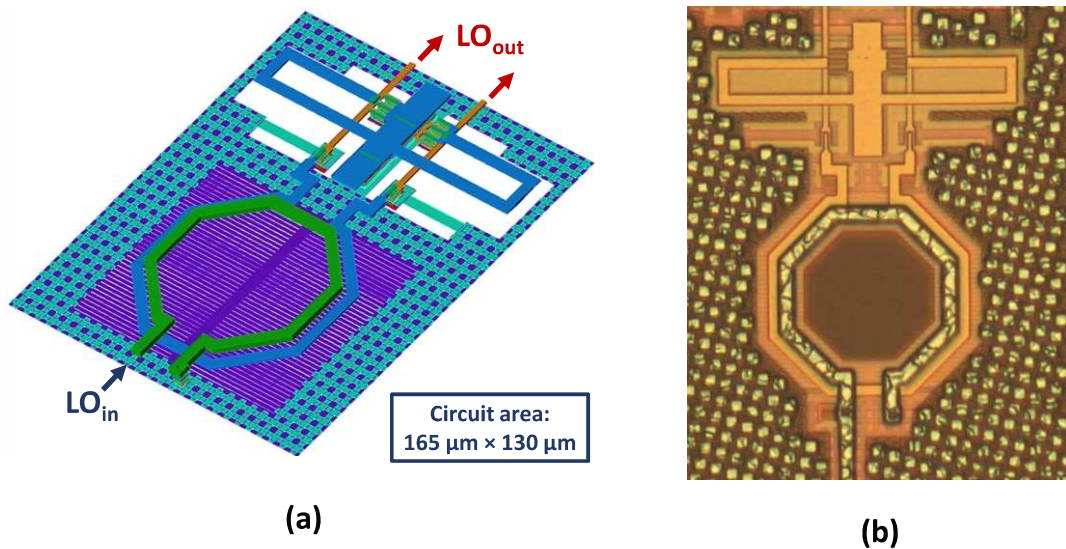 LOout
LOin
Circuit area:
165 µm × 130 µm
(a)
(b)